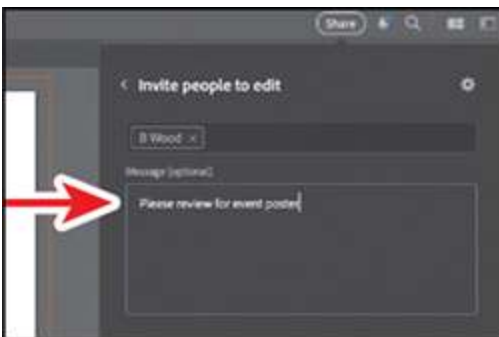 Share
Invite people to edit
B Wood ×
Message (optional)
Please review for event poster